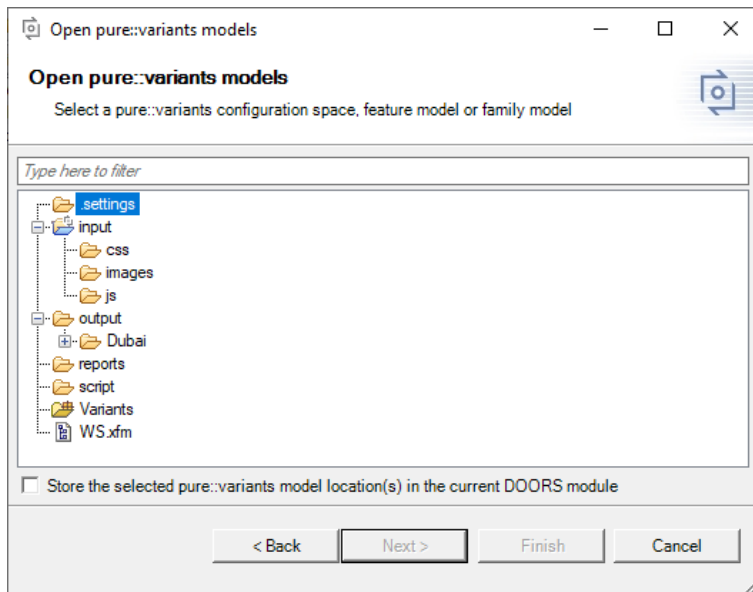 Open pure::variants models
Open pure::variants models
Select a pure::variants configuration space, feature model or family model
Type here to filter
.settings
input
css
images
js
output
Dubai
reports
script
Variants
WS.xfm
Store the selected pure::variants model location(s) in the current DOORS module
< Back Next > Finish Cancel